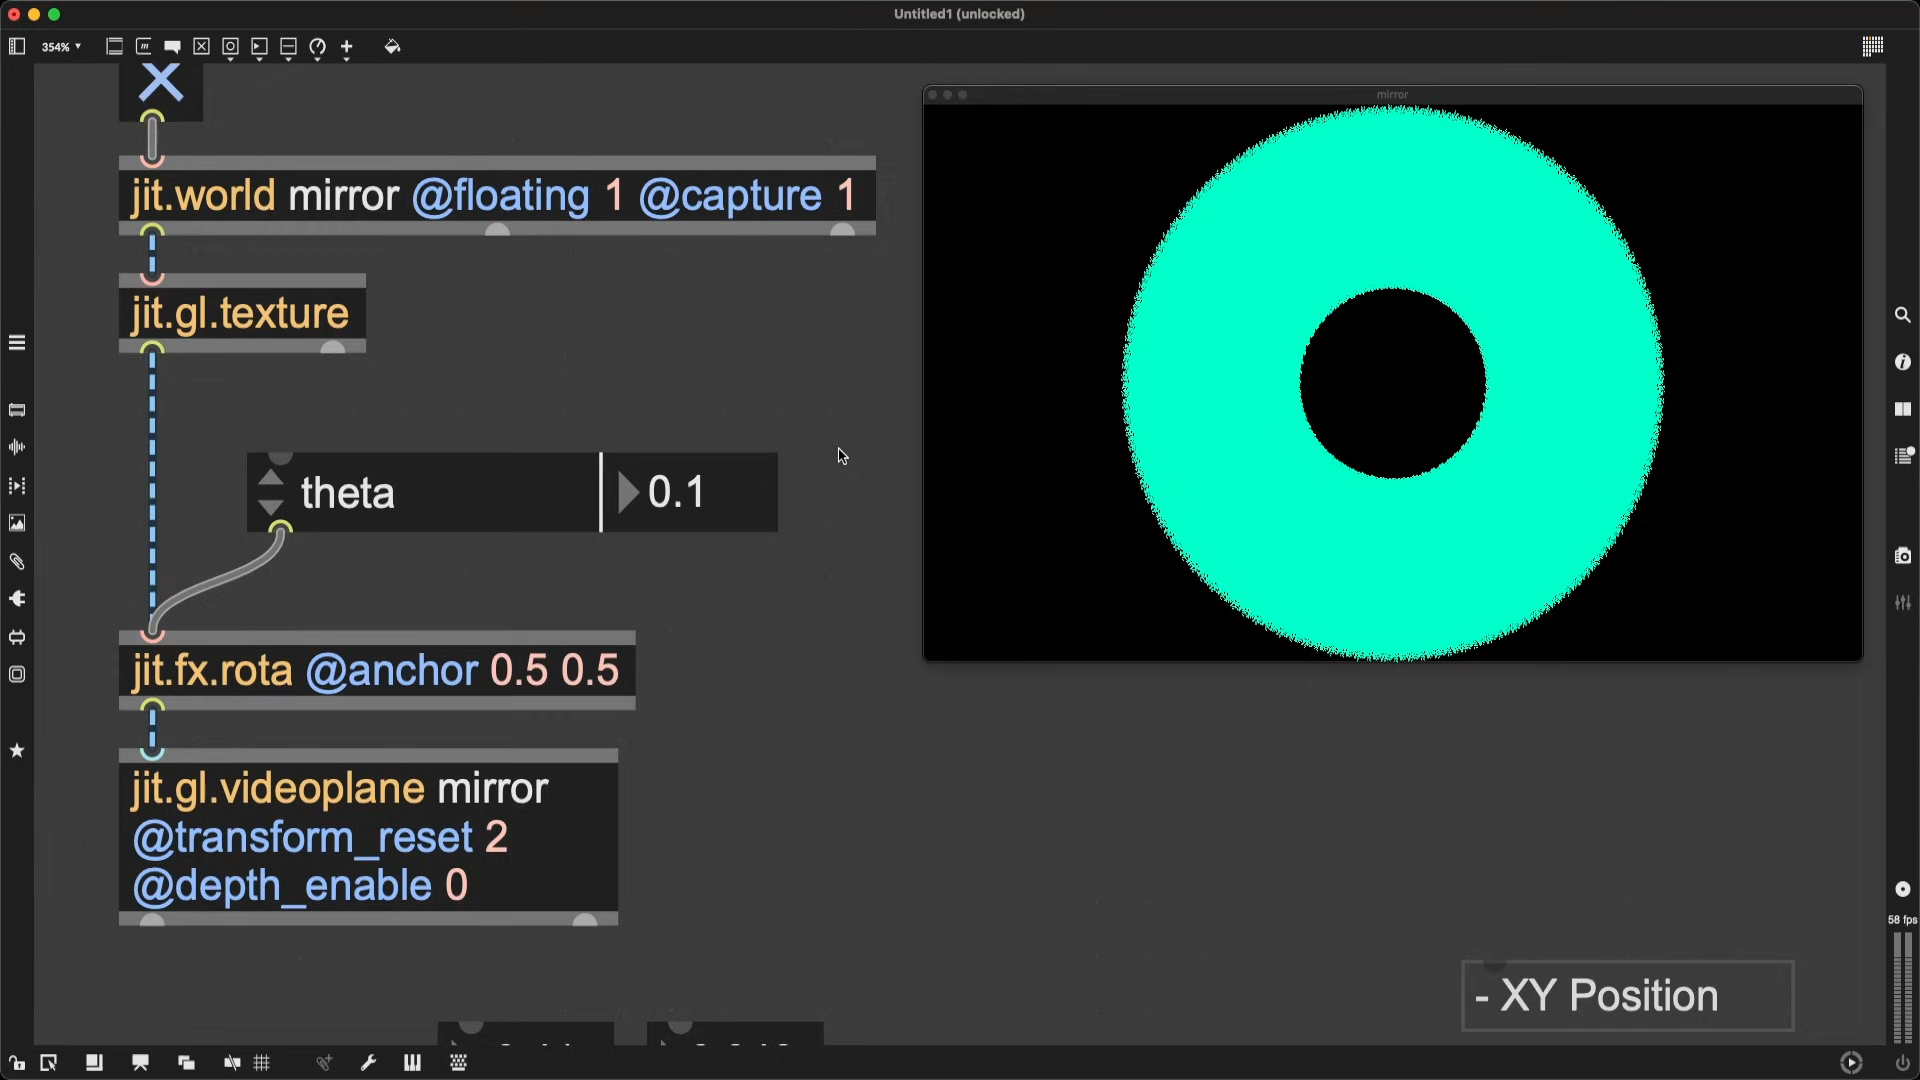 Untitled1 (unlocked)
354%
mirror
jit.world mirror @floating 1 @capture 1
jit.gl.texture
theta 0.1
jit.fx.rota @anchor 0.5 0.5
jit.gl.videoplane mirror
@transform_reset 2
@depth_enable 0
58 fps
- XY Position